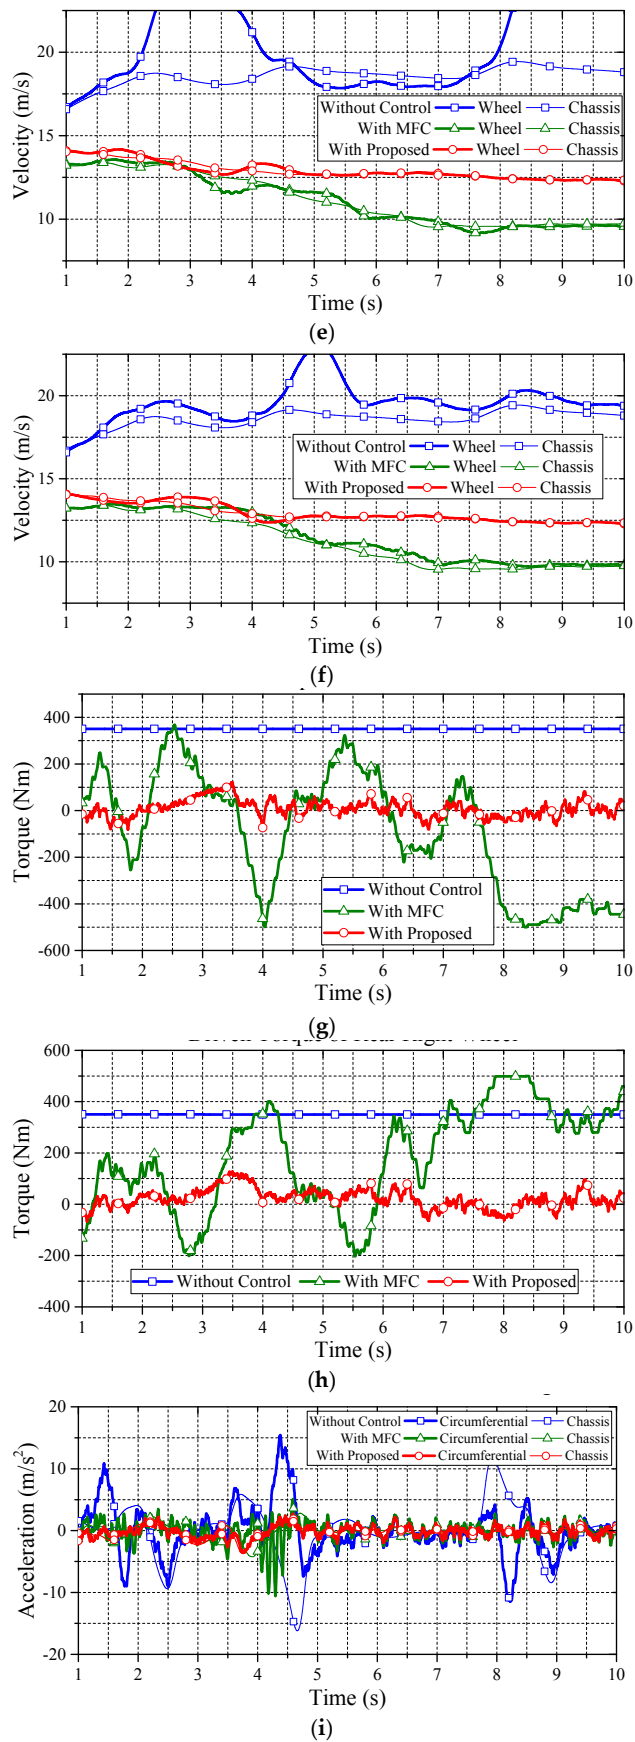 20
15
10
Velocity (m/s)
Without Control Wheel Chassis
With MFC Wheel Chassis
With Proposed Wheel Chassis
1 2 3 4 5 6 7 8 9 10
Time (s)
(e)
25
20
15
10
Velocity (m/s)
Without Control Wheel Chassis
With MFC Wheel Chassis
With Proposed Wheel Chassis
1 2 3 4 5 6 7 8 9 10
Time (s)
(f)
400
200
0
-200
-400
-600
Torque (Nm)
Without Control
With MFC
With Proposed
1 2 3 4 5 6 7 8 9 10
Time (s)
(g)
600
400
200
0
-200
-400
Torque (Nm)
Without Control With MFC With Proposed
1 2 3 4 5 6 7 8 9 10
Time (s)
(h)
20
10
0
-10
-20
Acceleration (m/s²)
Without Control Circumferential Chassis
With MFC Circumferential Chassis
With Proposed Circumferential Chassis
1 2 3 4 5 6 7 8 9 10
Time (s)
(i)